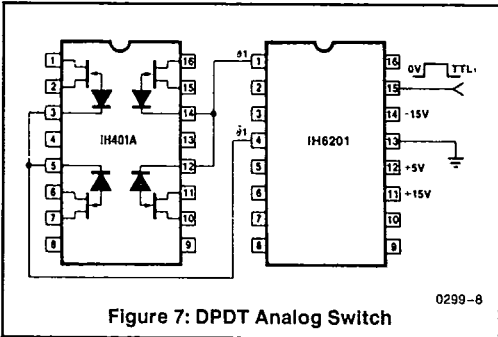 1 16 ϑ1 1 16 0V TTL
2 15 2 15
3 14 3 14 -15V
IH401A IH6201
4 13 ϑ̄1 4 13
5 12 5 12 +5V
6 11 6 11 +15V
7 10 7 10
8 9 8 9
0299-8
Figure 7: DPDT Analog Switch